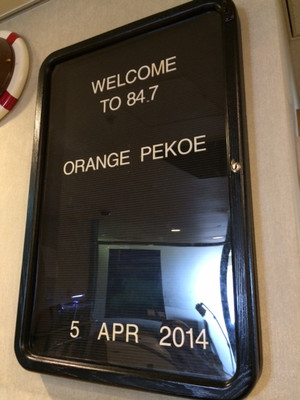 WELCOME
TO 84.7
ORANGE PEKOE
5 APR 2014